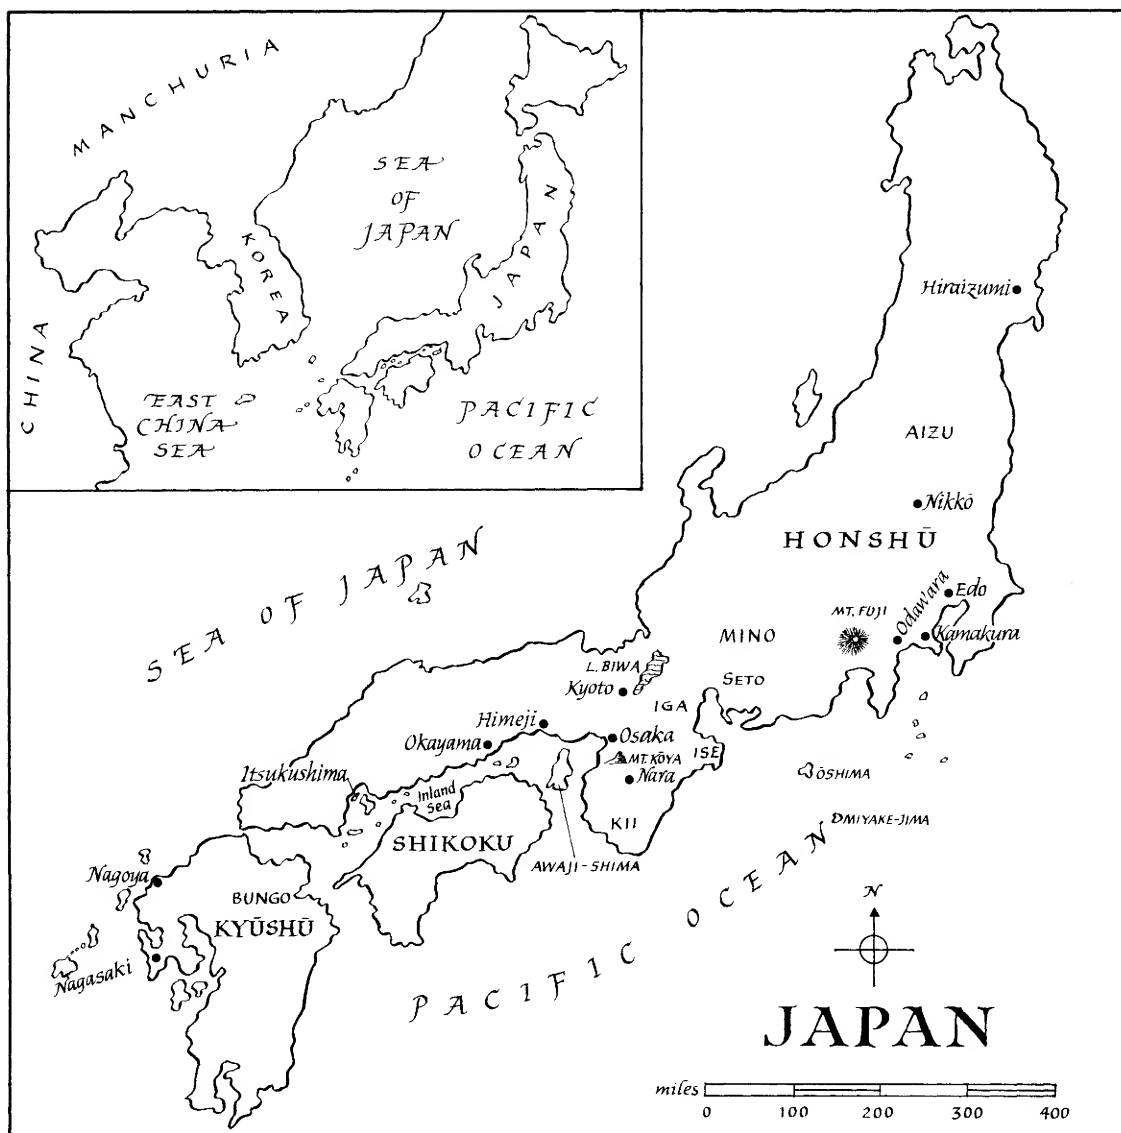 MANCHURIA
SEA
OF
JAPAN
JAPAN
KOREA
CHINA
EAST
CHINA
SEA
PACIFIC
OCEAN
Hiraizumi
AIZU
Nikkō
HONSHŪ
SEA OF JAPAN
Edo
Odawara
MT. FUJI
Kamakura
MINO
L. BIWA
SETO
Kyoto
IGA
Himeji
Osaka
Okayama
ISE
MT. KŌYA
Itsukushima
Nara
ŌSHIMA
Inland
Sea
KII
MIYAKE-JIMA
SHIKOKU
AWAJI-SHIMA
Nagoya
BUNGO
KYŪSHŪ
PACIFIC OCEAN
N
Nagasaki
JAPAN
miles
0 100 200 300 400